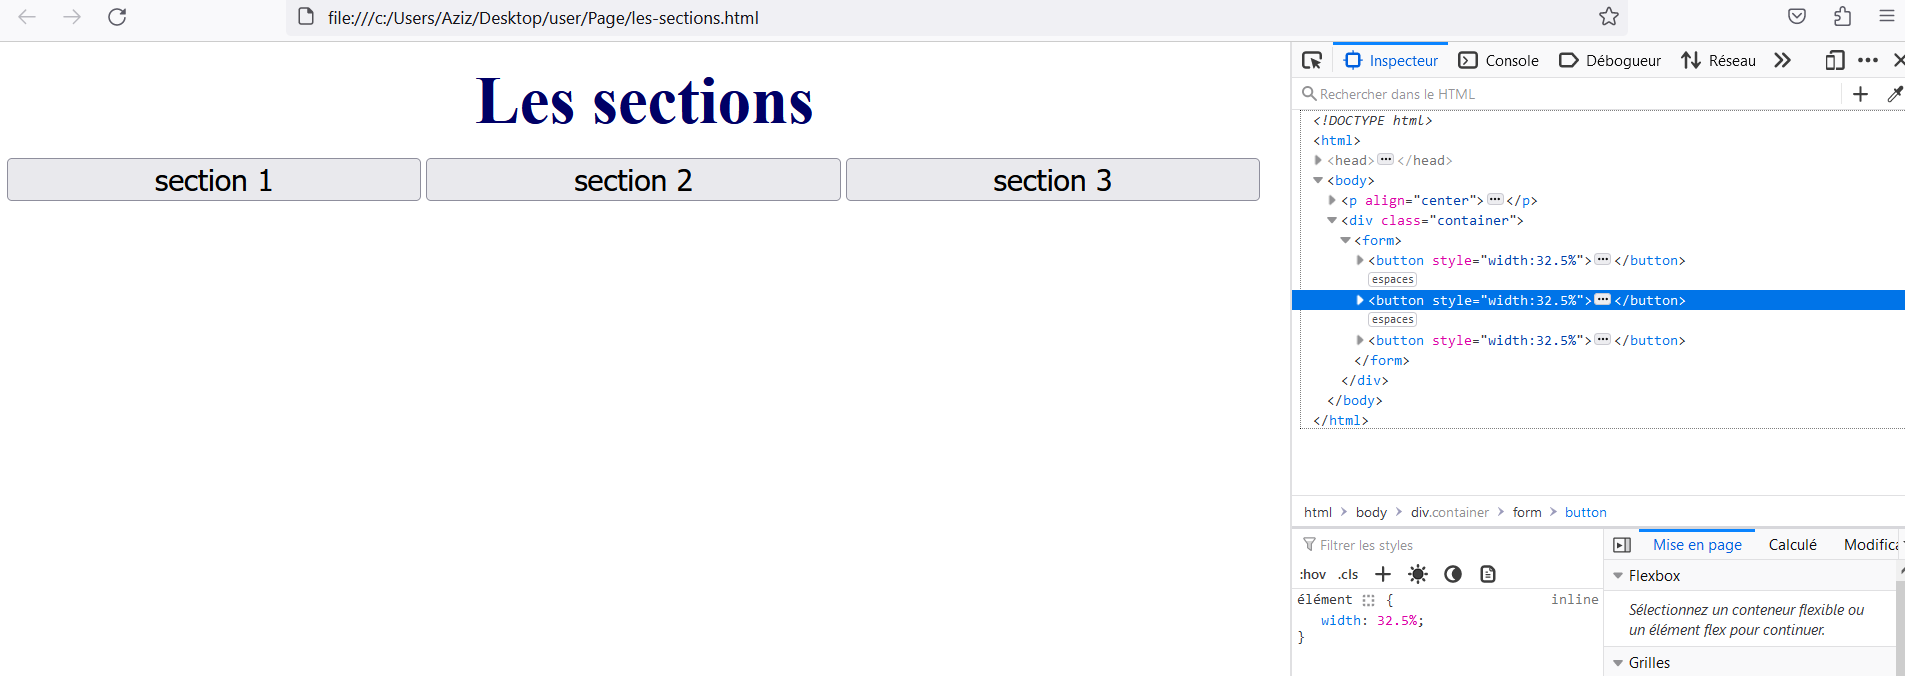 file:///c:/Users/Aziz/Desktop/user/Page/les-sections.html
Les sections
section 1 section 2 section 3
Inspecteur Console Débogueur Réseau
Rechercher dans le HTML
<!DOCTYPE html>
<html>
<head>···</head>
<body>
<p align="center">···</p>
<div class="container">
<form>
<button style="width:32.5%">···</button>
espaces
<button style="width:32.5%">···</button>
espaces
<button style="width:32.5%">···</button>
</form>
</div>
</body>
</html>
html > body > div.container > form > button
Filtrer les styles
:hov .cls
élément { inline
width: 32.5%;
}
Mise en page Calculé Modifica
Flexbox
Sélectionnez un conteneur flexible ou
un élément flex pour continuer.
Grilles